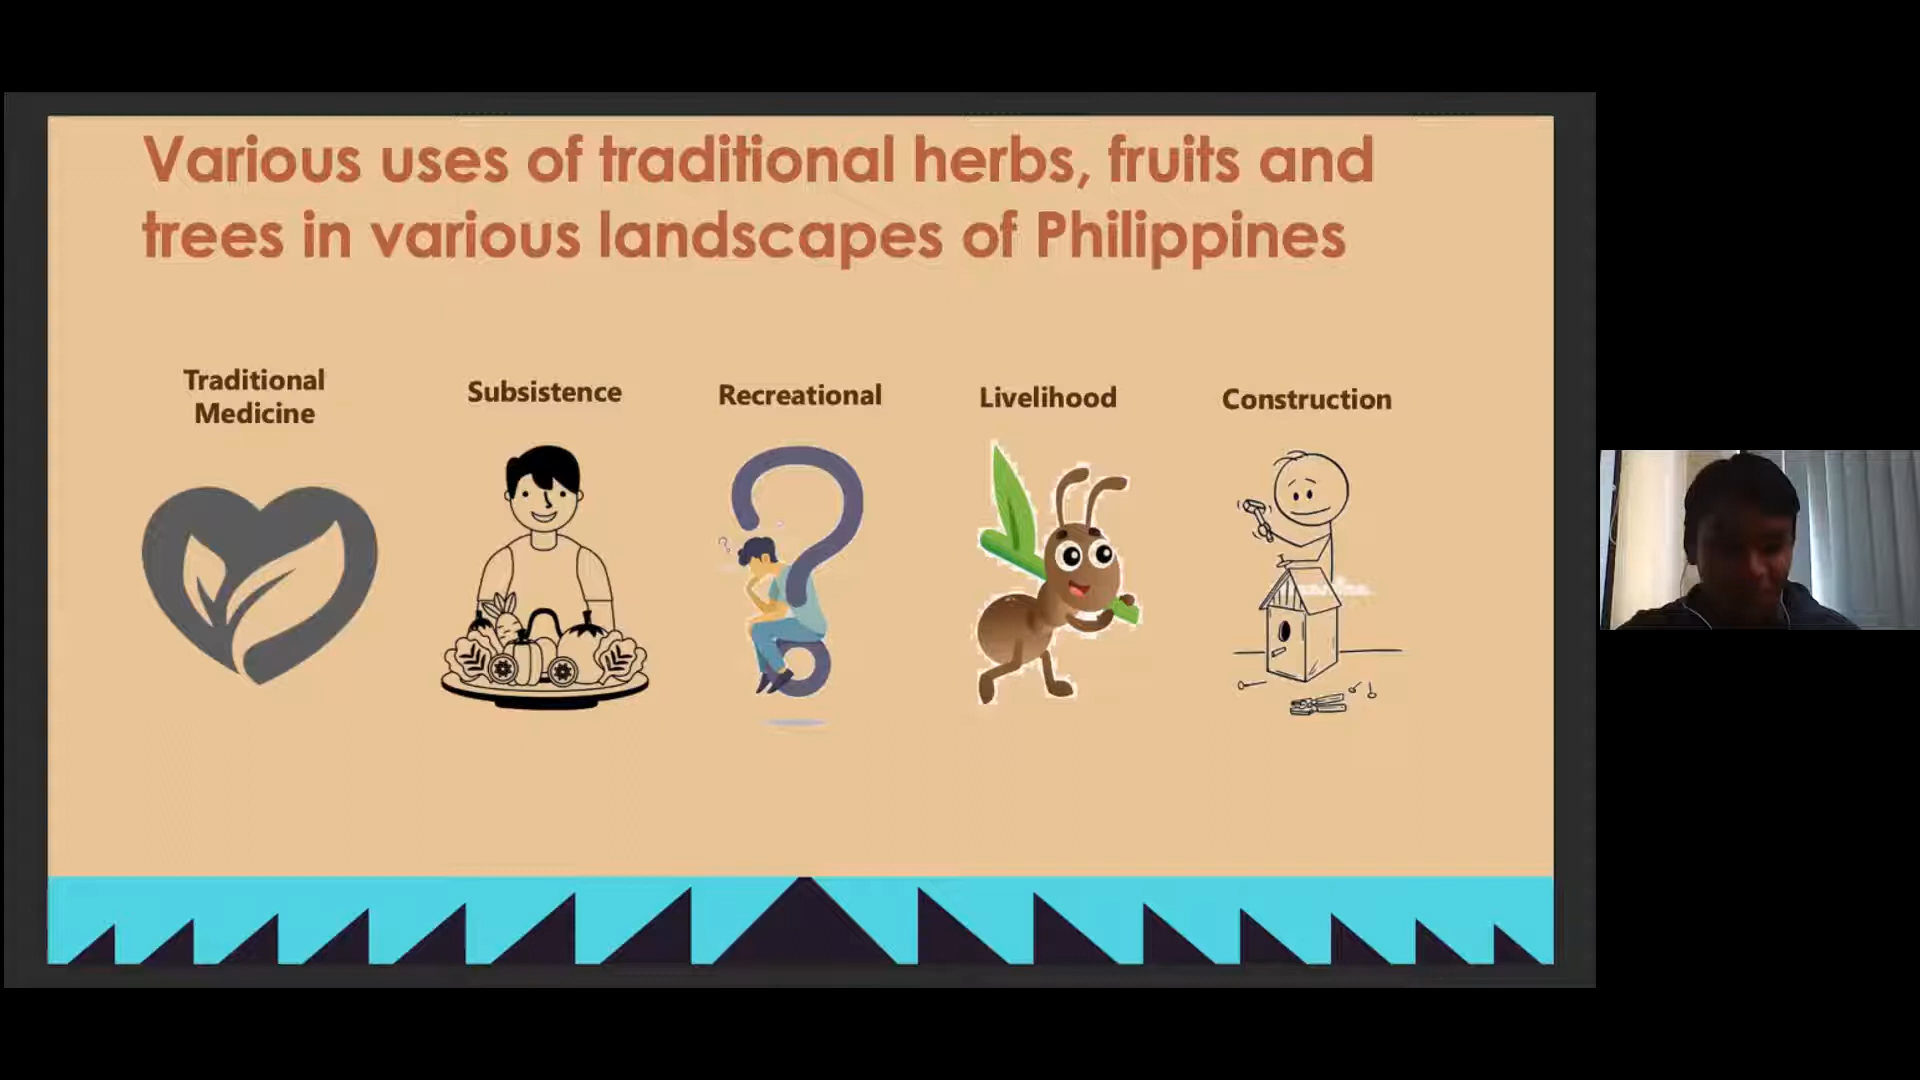 Various uses of traditional herbs, fruits and
trees in various landscapes of Philippines
Traditional
Medicine
Subsistence
Recreational
Livelihood
Construction